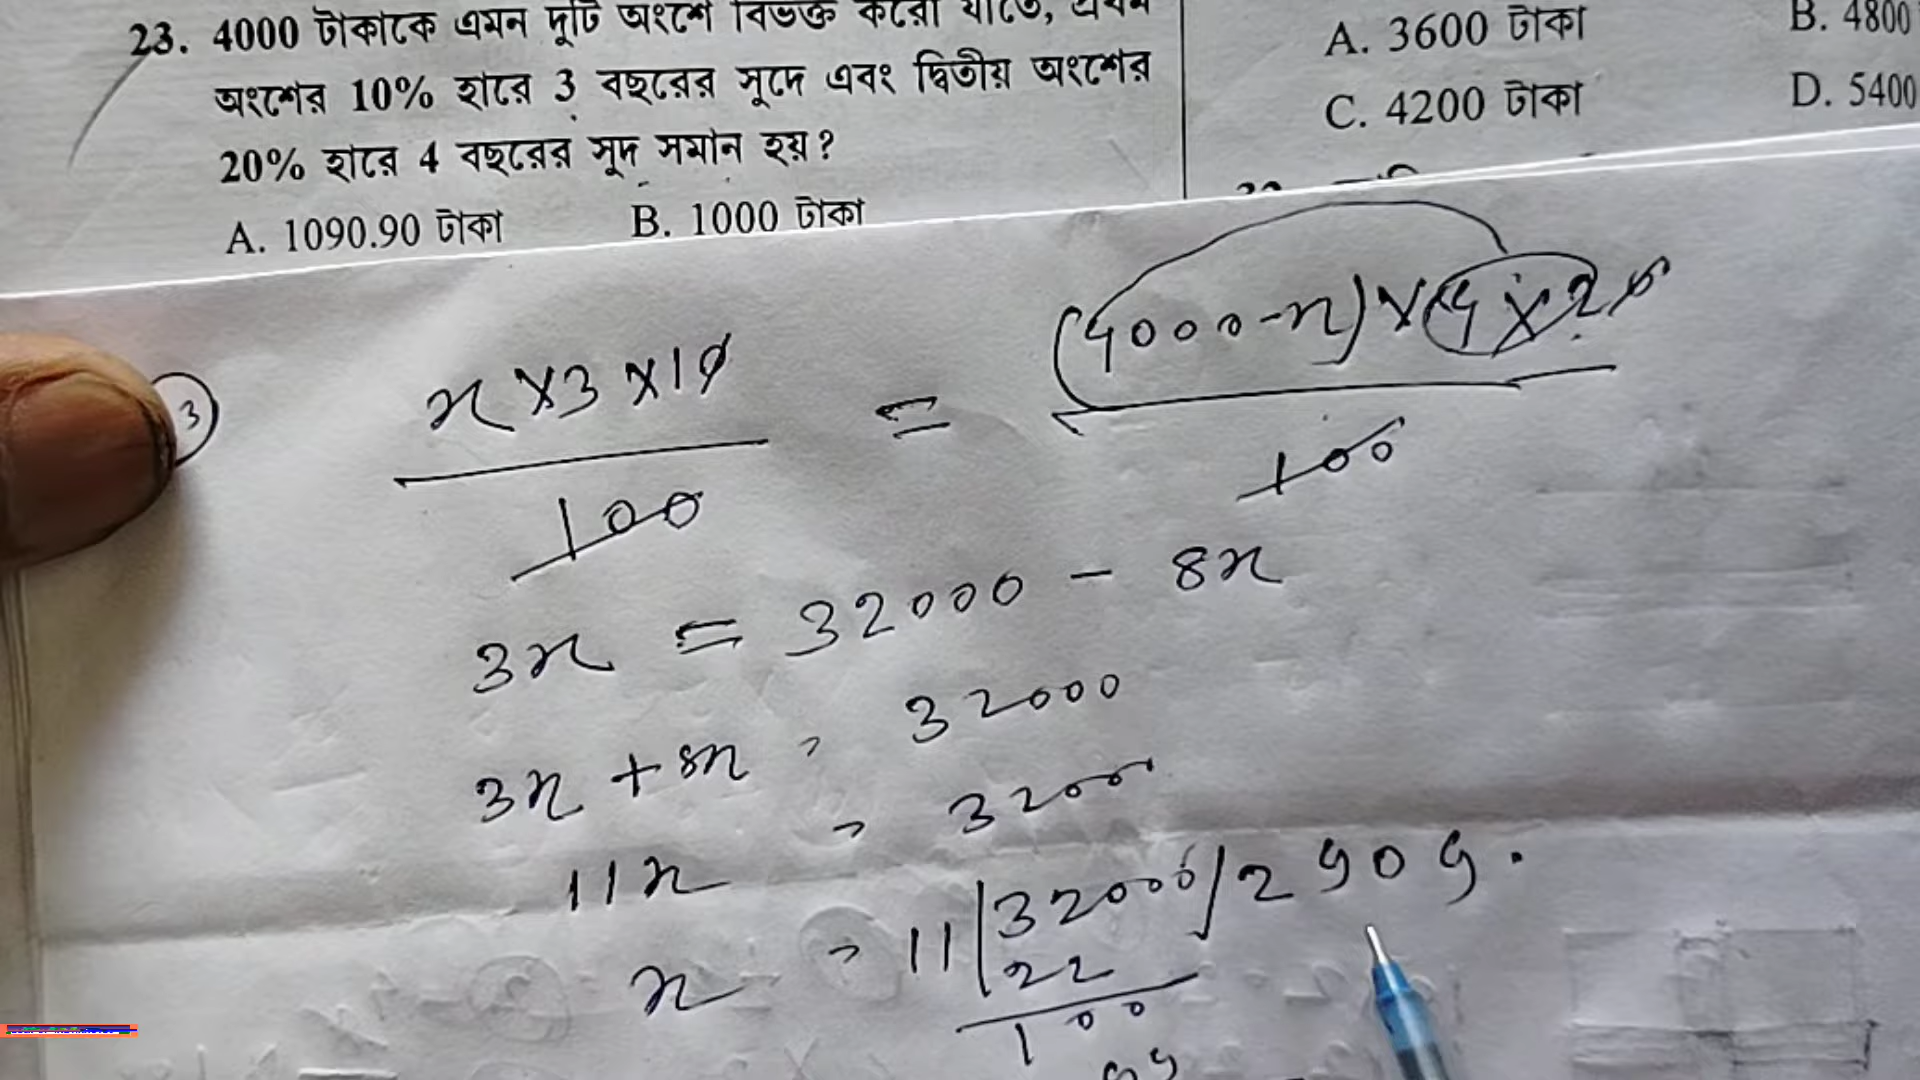 23. 4000 টাকাকে এমন দুটি অংশে বিভক্ত করো যাতে, প্রথম
অংশের 10% হারে 3 বছরের সুদে এবং দ্বিতীয় অংশের
20% হারে 4 বছরের সুদ সমান হয়?
A. 1090.90 টাকা B. 1000 টাকা
A. 3600 টাকা B. 4800
C. 4200 টাকা D. 5400
3
x × 3 × 10 = (4000 - x) × 4 × 20
100 100
3x = 32000 - 8x
3x + 8x = 32000
11x = 32000
x = 11 | 32000 / 2909.
22
100